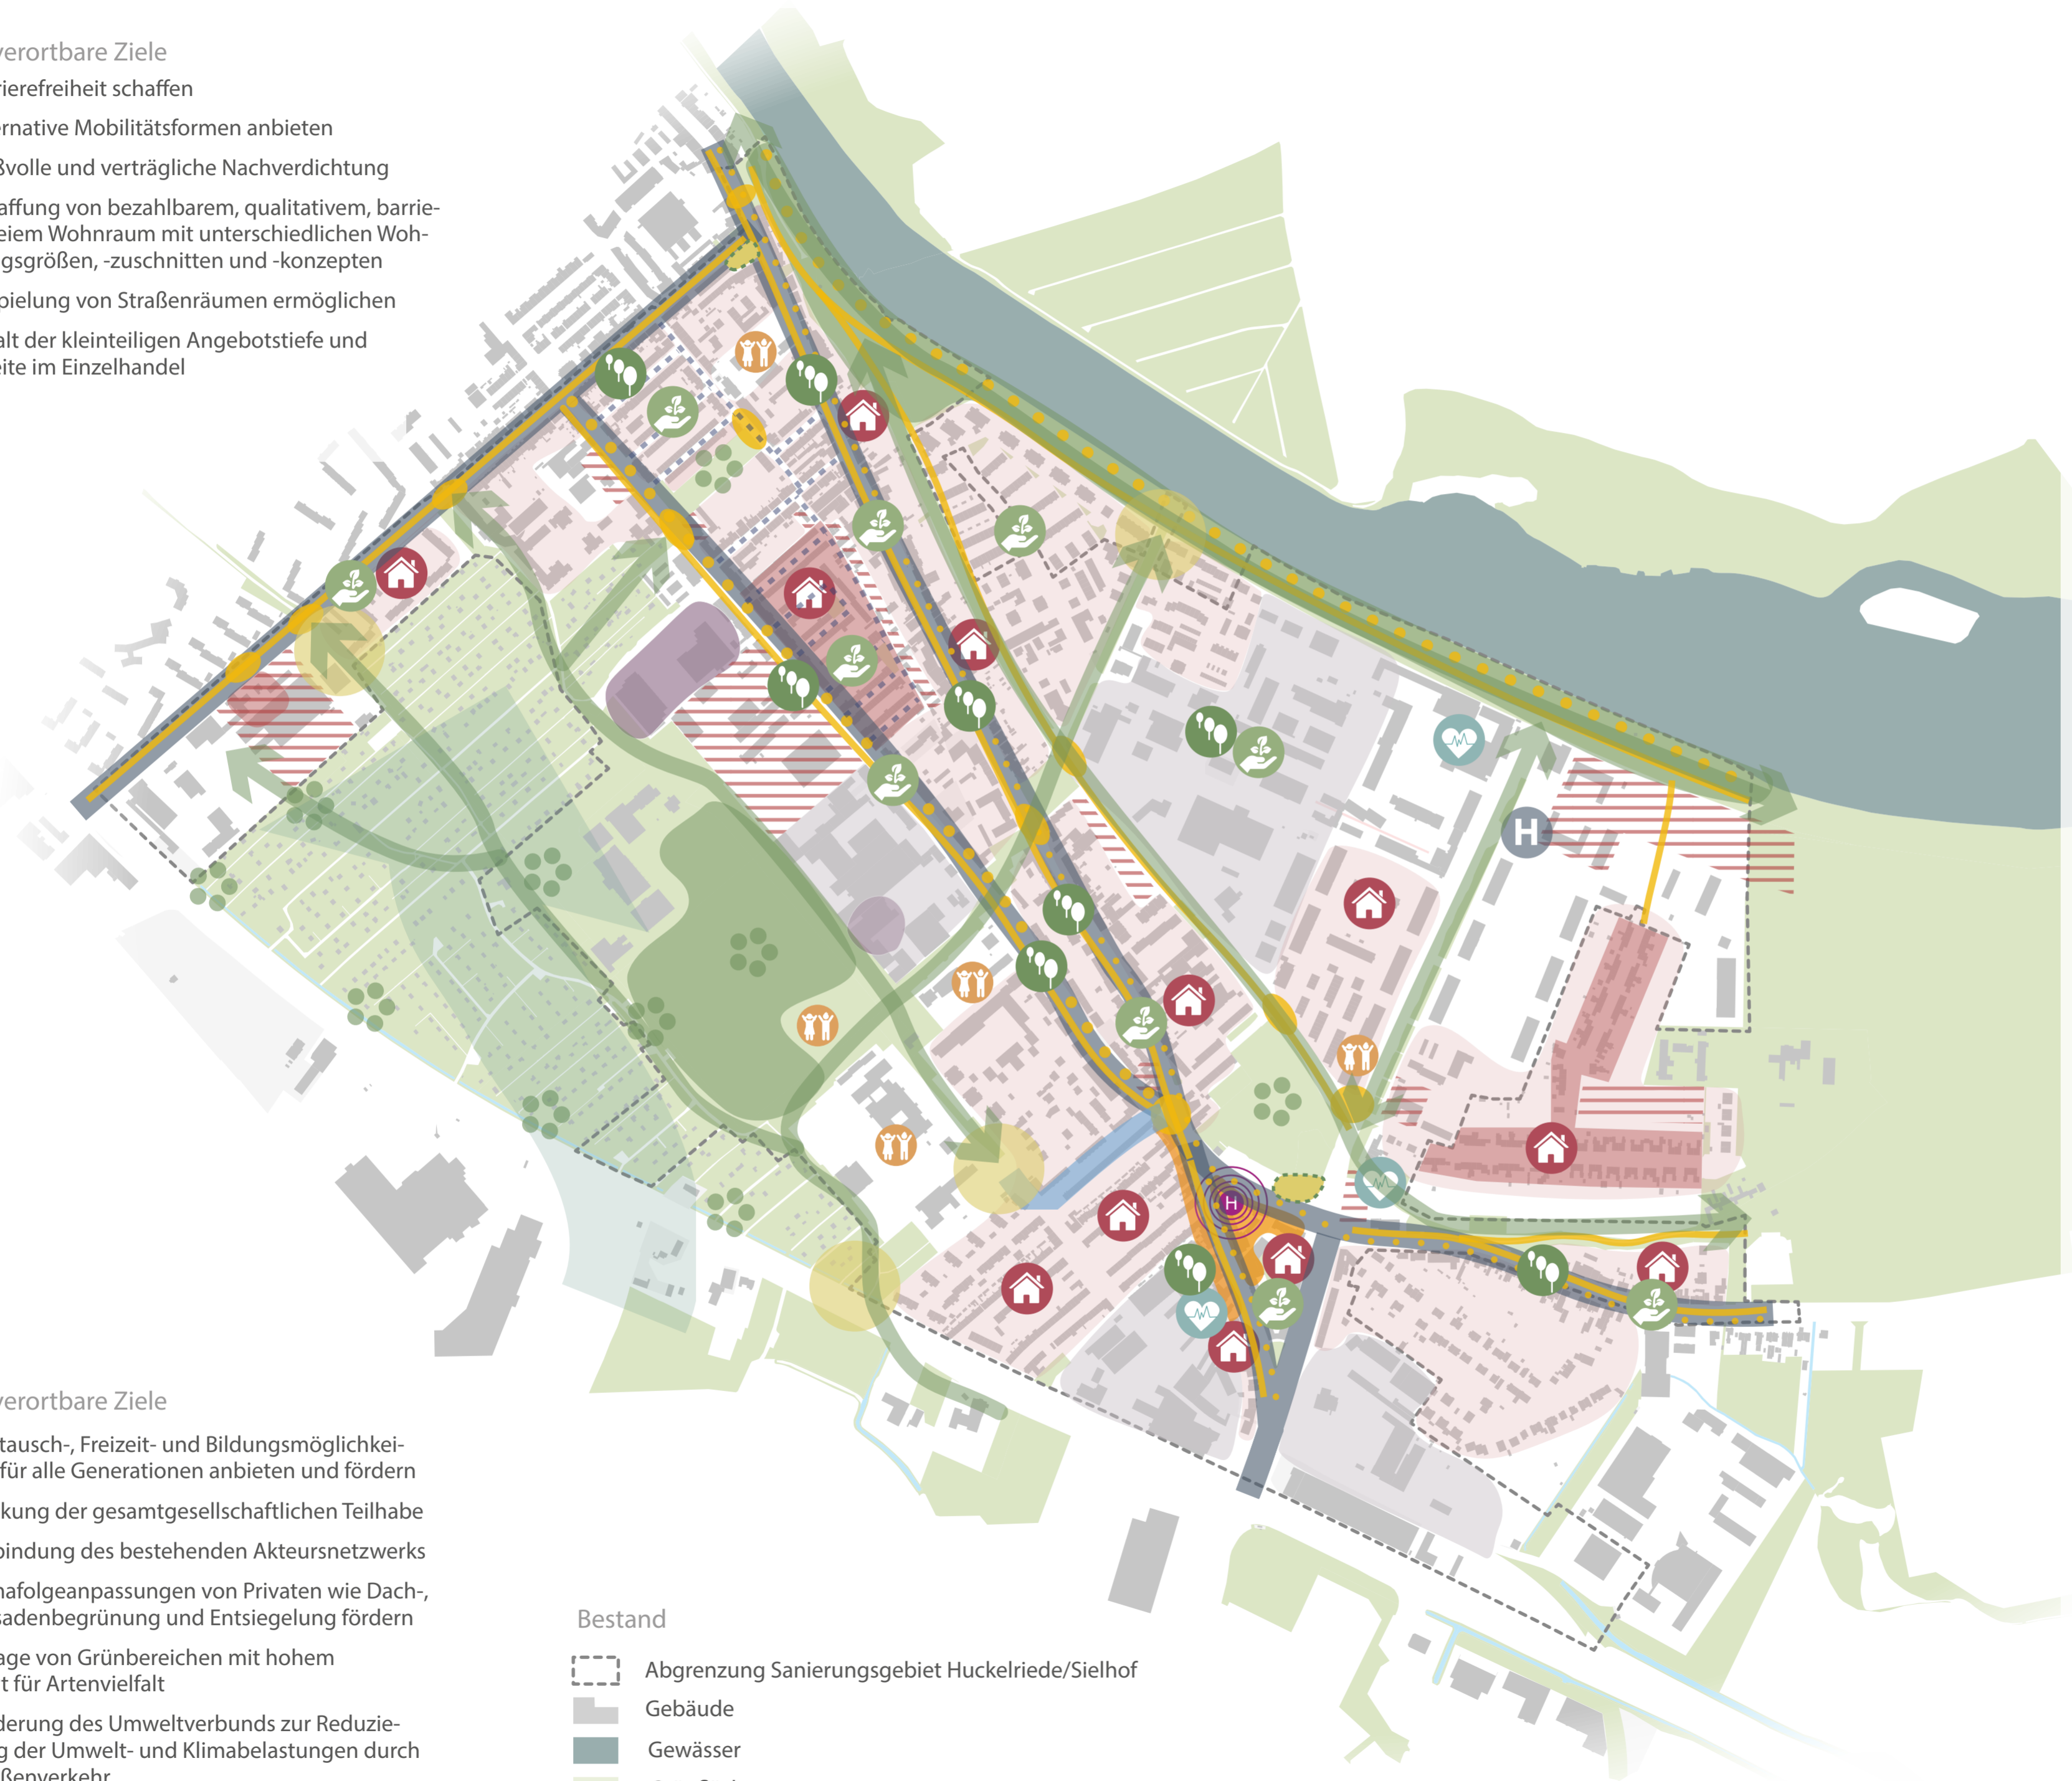 verortbare Ziele
rierefreiheit schaffen
ernative Mobilitätsformen anbieten
ßvolle und verträgliche Nachverdichtung
affung von bezahlbarem, qualitativem, barrie-
eiem Wohnraum mit unterschiedlichen Woh-
gsgrößen, -zuschnitten und -konzepten
pielung von Straßenräumen ermöglichen
alt der kleinteiligen Angebotstiefe und
eite im Einzelhandel
H
H
verortbare Ziele
tausch-, Freizeit- und Bildungsmöglichkei-
für alle Generationen anbieten und fördern
kung der gesamtgesellschaftlichen Teilhabe
bindung des bestehenden Akteursnetzwerks
nafolgeanpassungen von Privaten wie Dach-,
sadenbegrünung und Entsiegelung fördern
age von Grünbereichen mit hohem
t für Artenvielfalt
derung des Umweltverbunds zur Reduzie-
g der Umwelt- und Klimabelastungen durch
aßenverkehr
Bestand
Abgrenzung Sanierungsgebiet Huckelriede/Sielhof
Gebäude
Gewässer